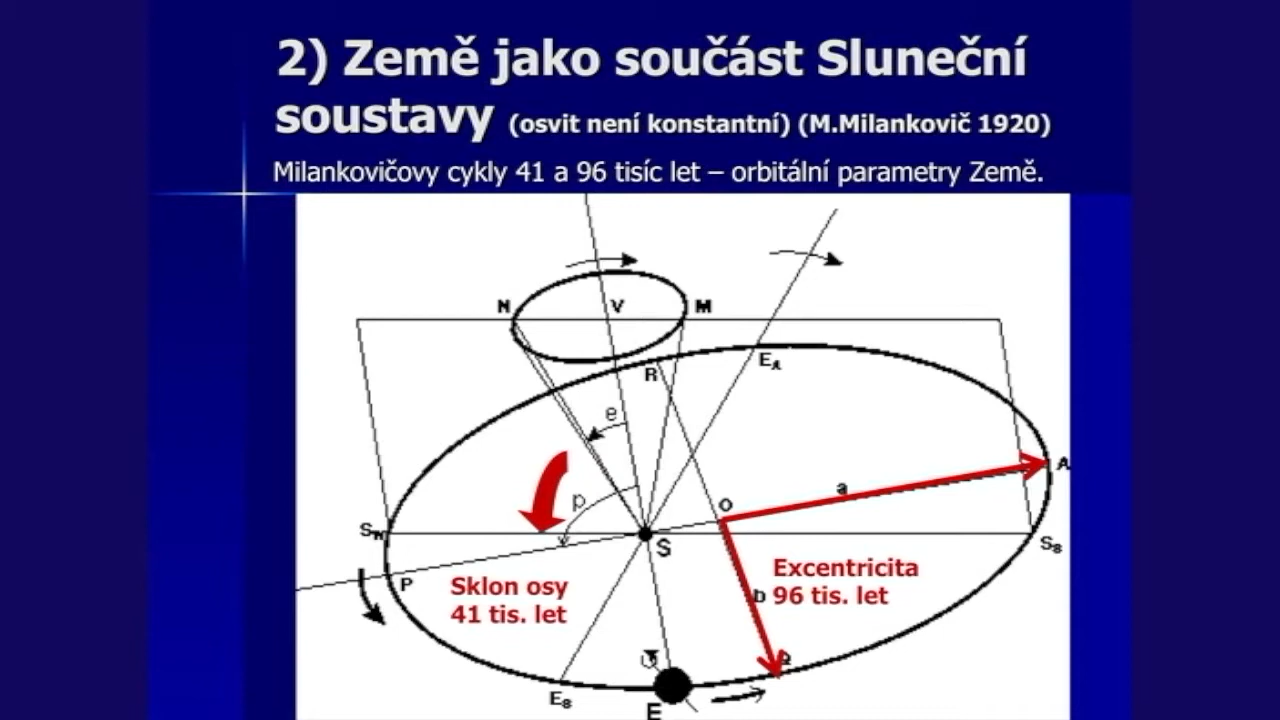 2) Země jako součást Sluneční
soustavy (osvit není konstantní) (M.Milankovič 1920)
Milankovičovy cykly 41 a 96 tisíc let – orbitální parametry Země.
N V M
R E
e
A
a
p
O
S
S
S
P
Sklon osy
41 tis. let
Excentricita
b 96 tis. let
E
E